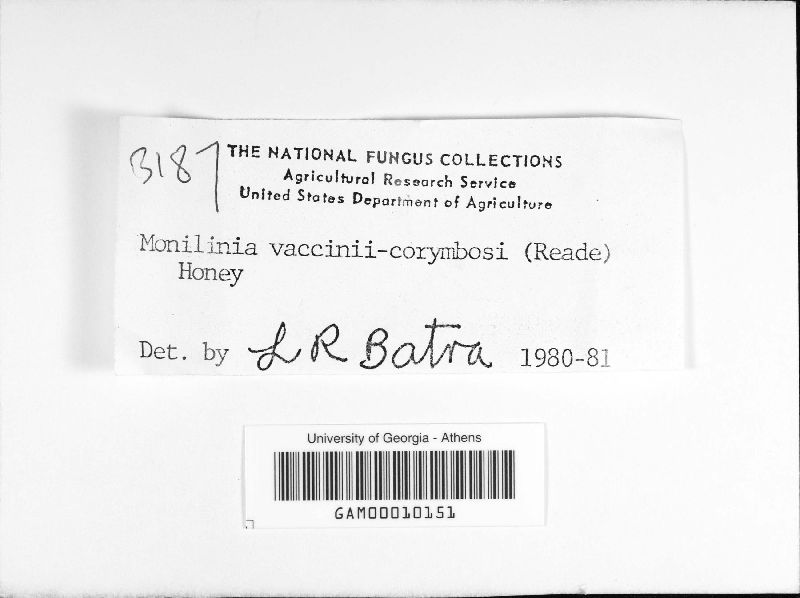 3187
THE NATIONAL FUNGUS COLLECTIONS
Agricultural Research Service
United States Department of Agriculture
Monilinia vaccinii-corymbosi (Reade)
Honey
Det. by L R Batra 1980-81
University of Georgia - Athens
GAM00010151